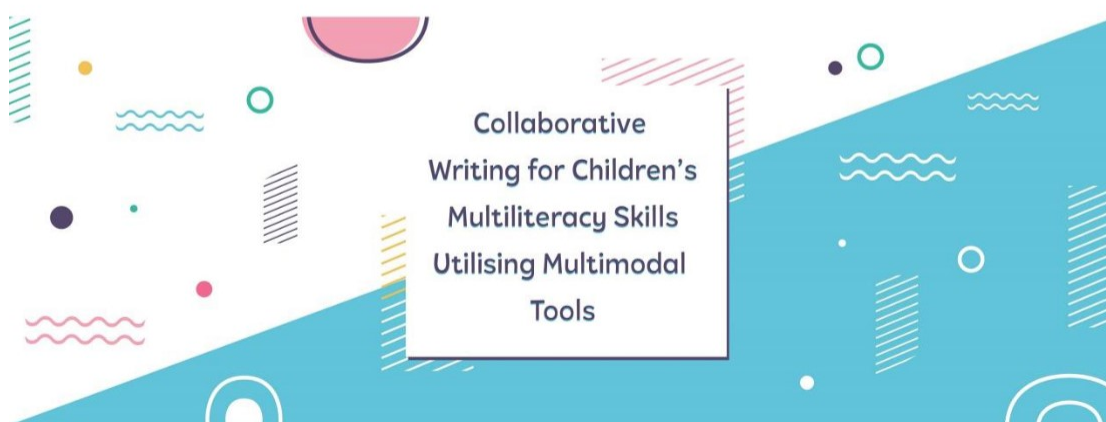 Collaborative
Writing for Children's
Multiliteracy Skills
Utilising Multimodal
Tools